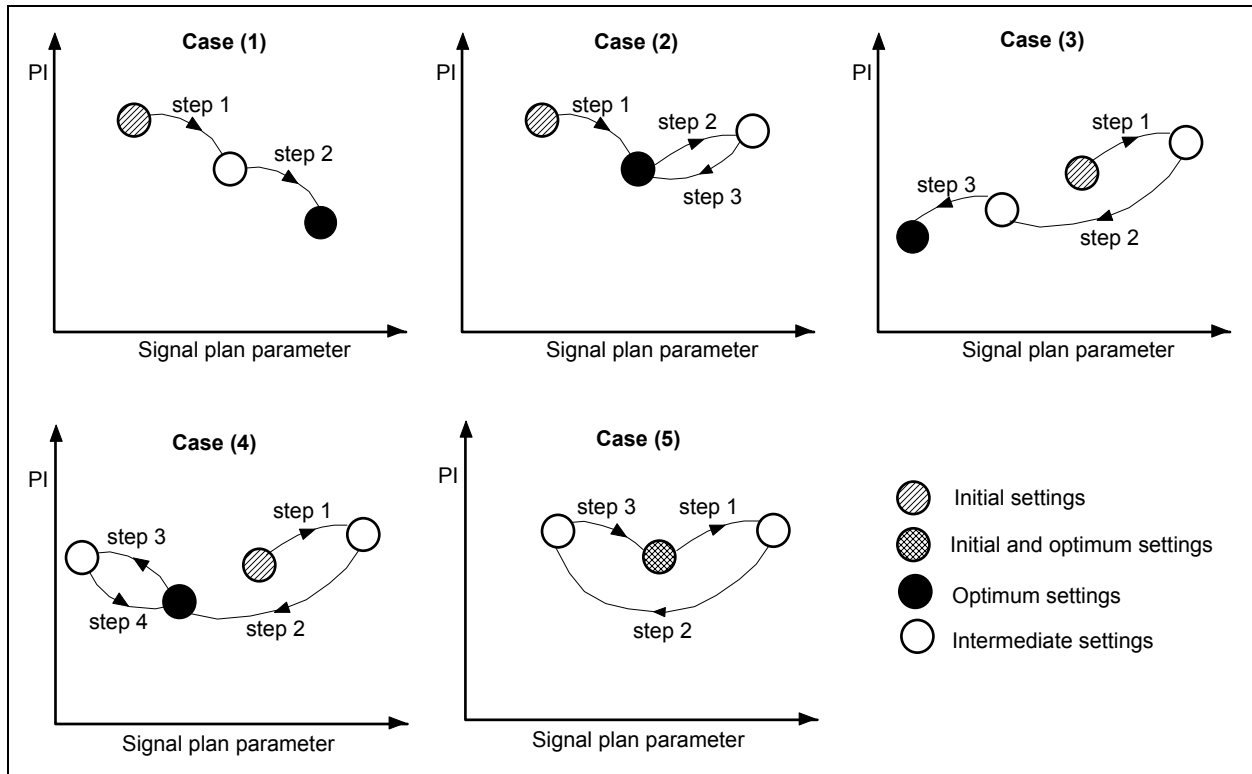 Case (1)
PI
step 1
step 2
Signal plan parameter
Case (2)
PI
step 1
step 2
step 3
Signal plan parameter
Case (3)
PI
step 1
step 3
step 2
Signal plan parameter
Case (4)
PI
step 1
step 3
step 4
step 2
Signal plan parameter
Case (5)
PI
step 3
step 1
step 2
Signal plan parameter
Initial settings
Initial and optimum settings
Optimum settings
Intermediate settings